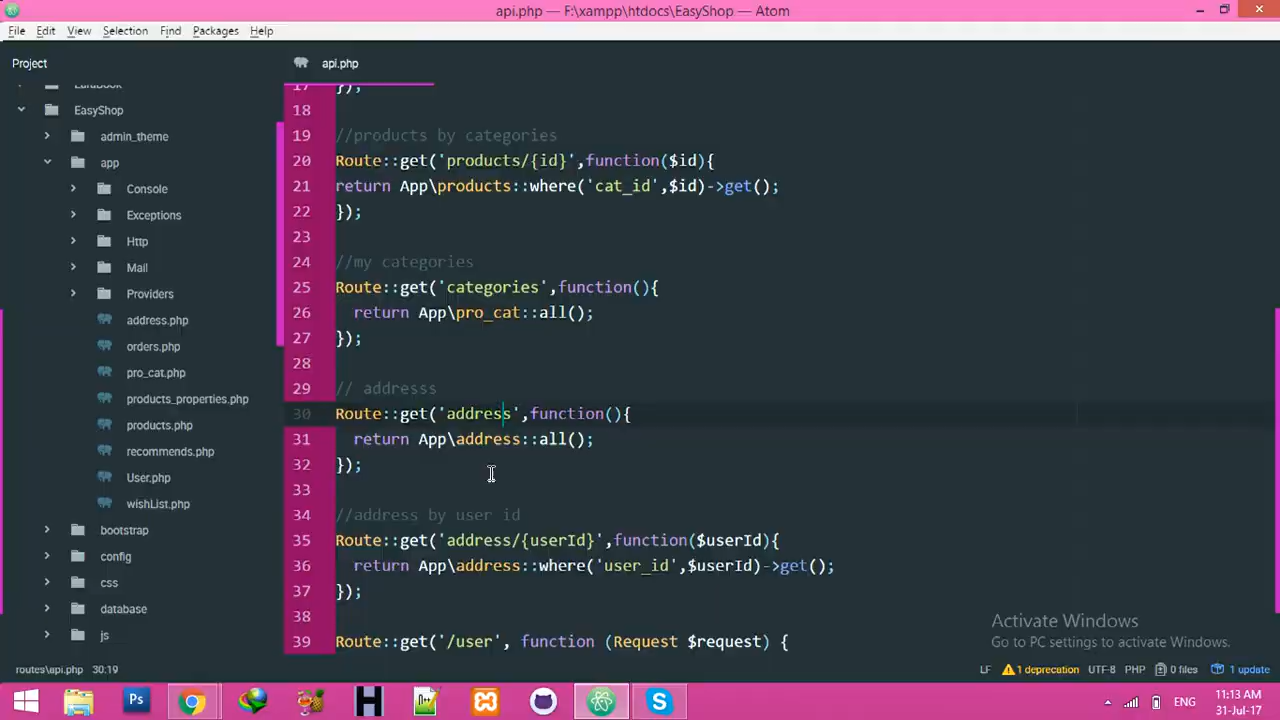 api.php — F:\xampp\htdocs\EasyShop — Atom
File Edit View Selection Find Packages Help
Project
LaraBook
EasyShop
admin_theme
app
Console
Exceptions
Http
Mail
Providers
address.php
orders.php
pro_cat.php
products_properties.php
products.php
recommends.php
User.php
wishList.php
bootstrap
config
css
database
js
api.php
17 });
18
19 //products by categories
20 Route::get('products/{id}',function($id){
21 return App\products::where('cat_id',$id)->get();
22 });
23
24 //my categories
25 Route::get('categories',function(){
26 return App\pro_cat::all();
27 });
28
29 // addresss
30 Route::get('address',function(){
31 return App\address::all();
32 });
33
34 //address by user id
35 Route::get('address/{userId}',function($userId){
36 return App\address::where('user_id',$userId)->get();
37 });
38
39 Route::get('/user', function (Request $request) {
Activate Windows
Go to PC settings to activate Windows.
routes\api.php 30:19 LF 1 deprecation UTF-8 PHP 0 files 1 update
Ps
ENG
11:13 AM
31-Jul-17